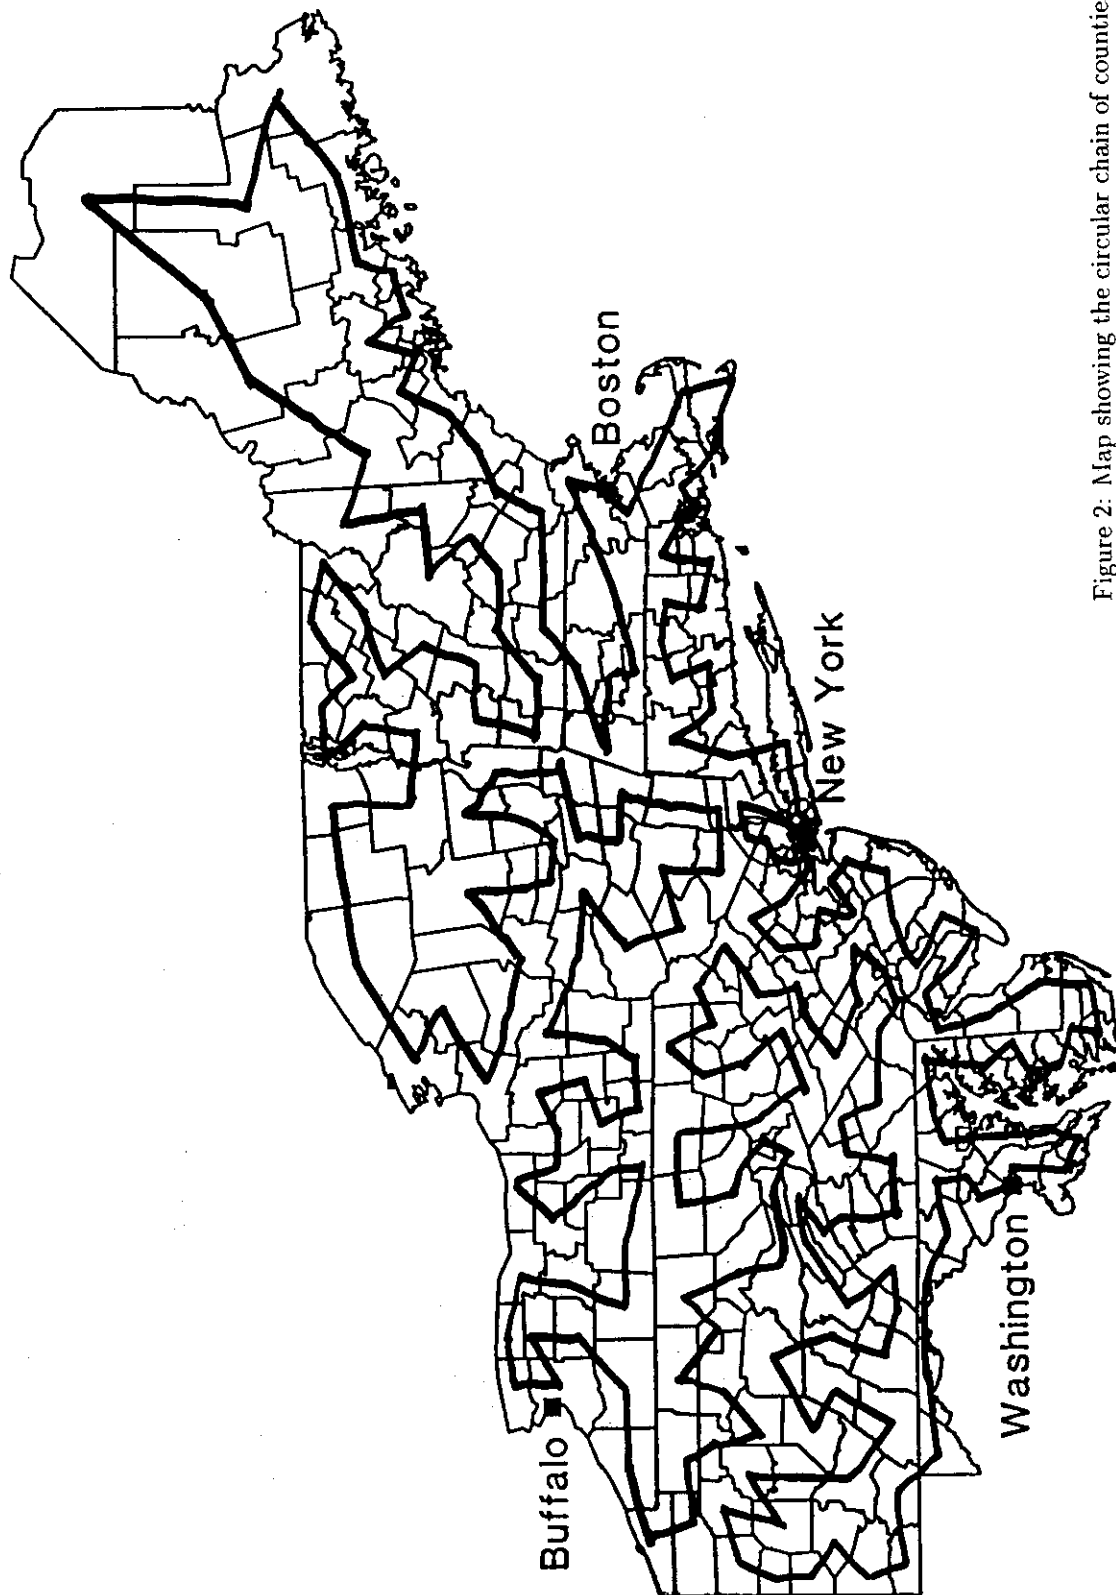 Boston
New York
Buffalo
Washington
Figure 2: Map showing the circular chain of countie